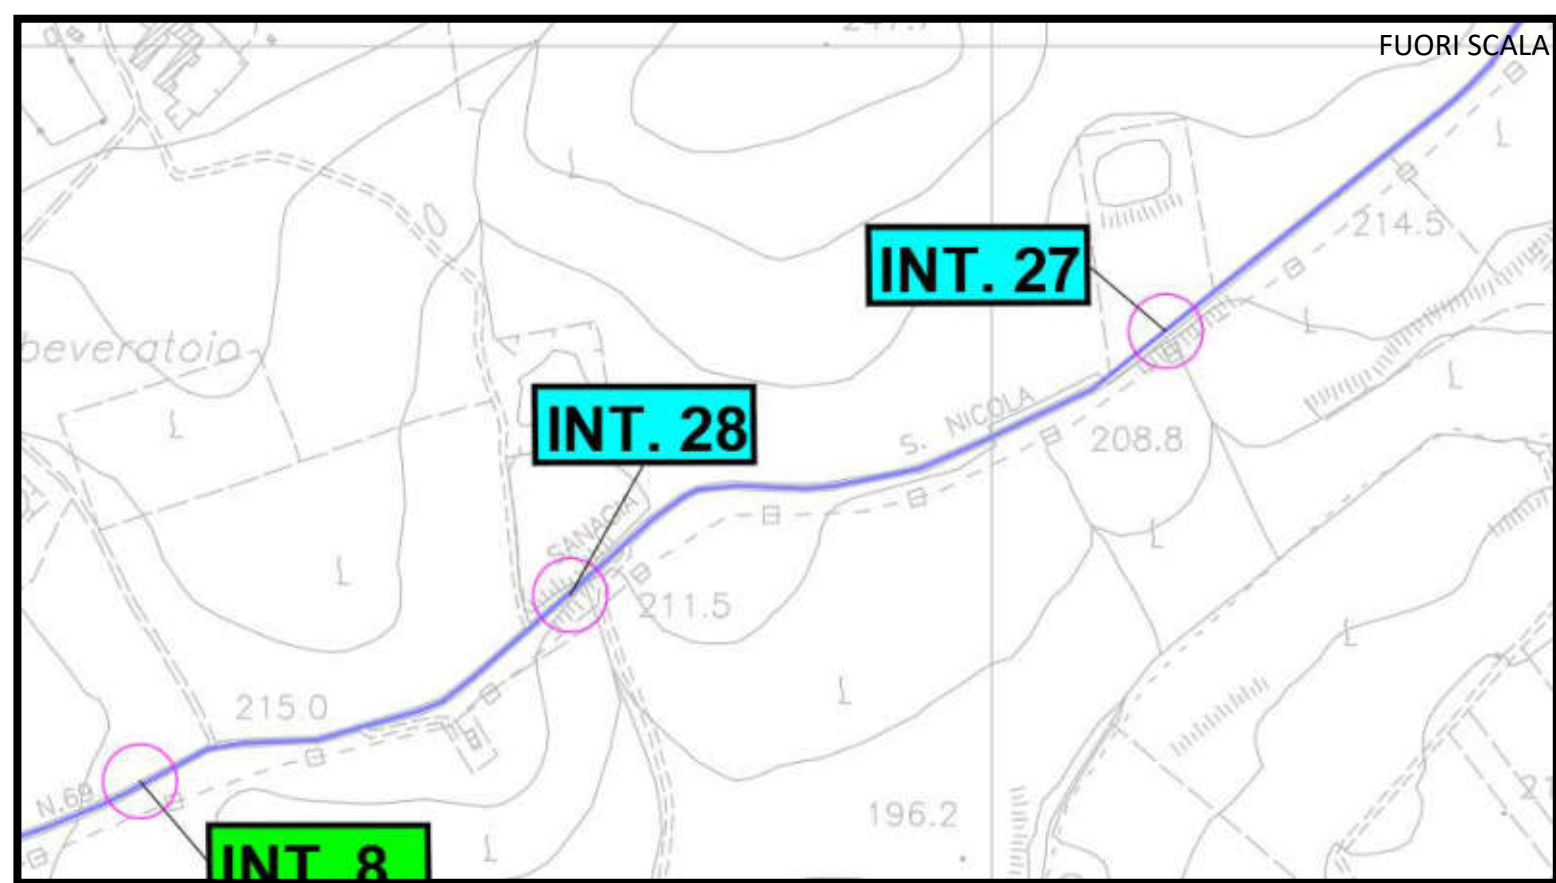 FUORI SCALA
214.5
INT. 27
beveratoio
S. NICOLA
INT. 28
208.8
SANAGIA
211.5
215.0
N.69
196.2
INT. 8